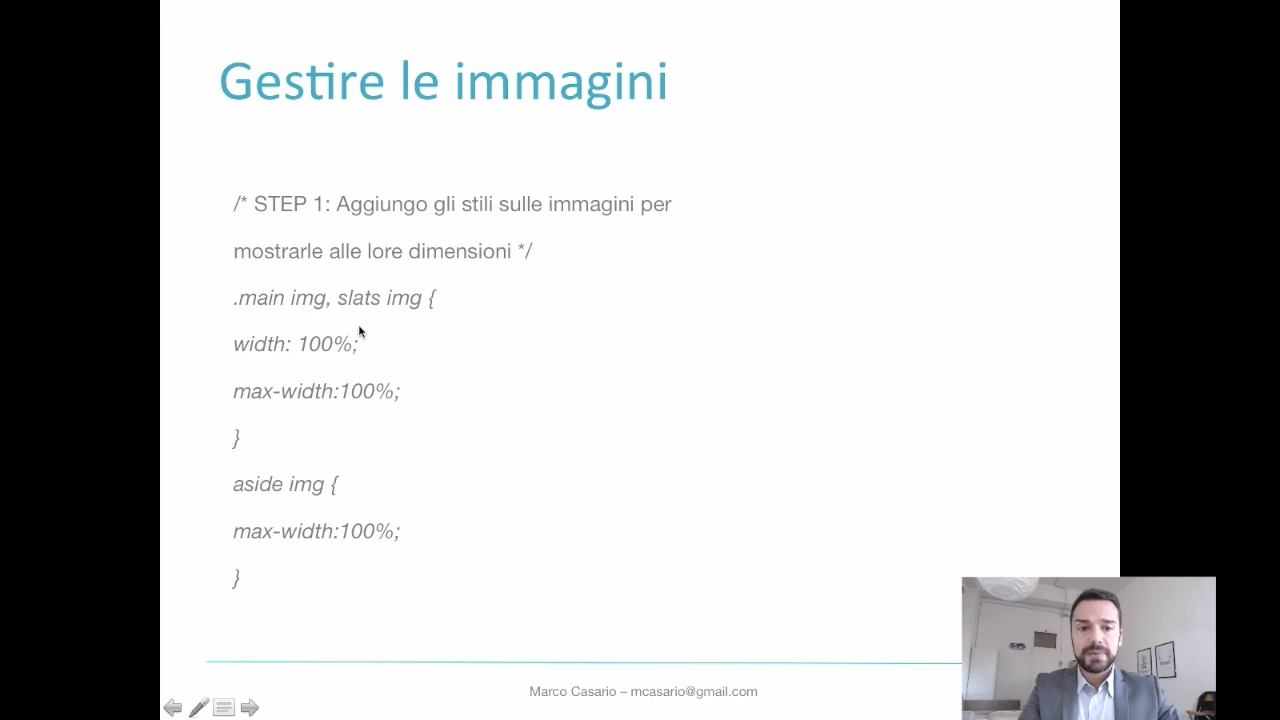 Gestire le immagini
/* STEP 1: Aggiungo gli stili sulle immagini per
mostrarle alle lore dimensioni */
.main img, slats img {
width: 100%;
max-width:100%;
}
aside img {
max-width:100%;
}
Marco Casario – mcasario@gmail.com